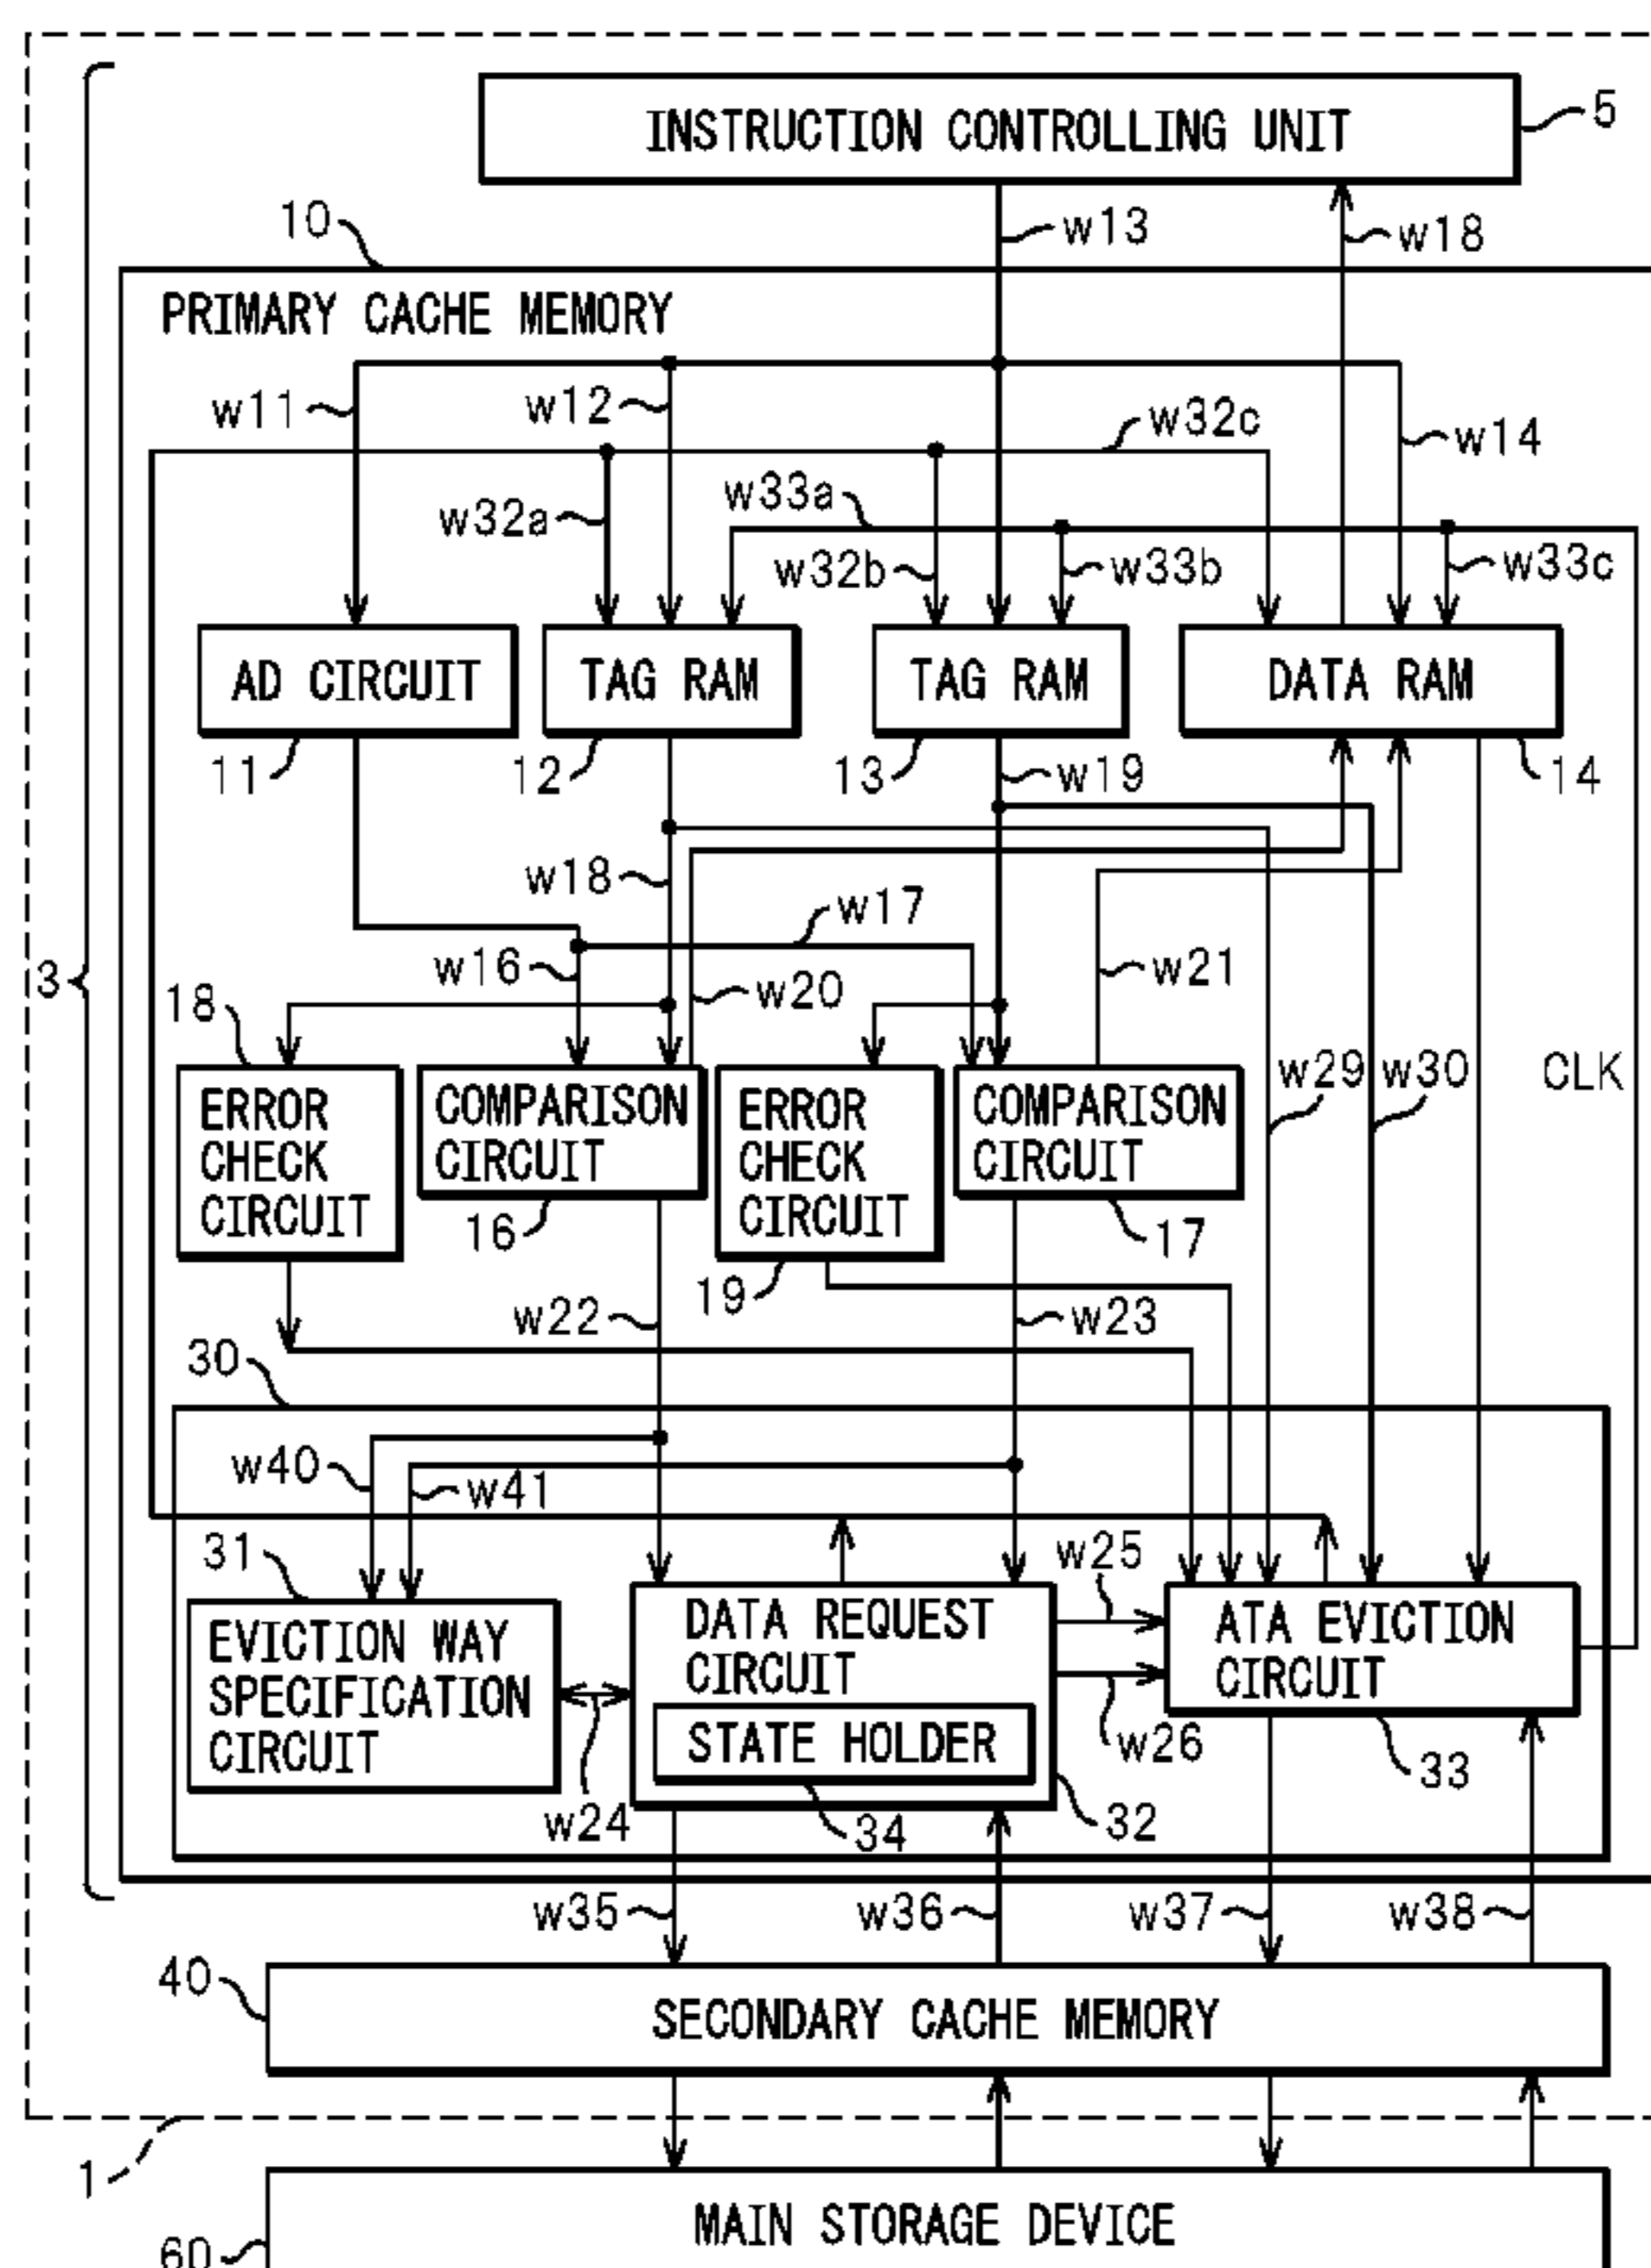 INSTRUCTION CONTROLLING UNIT
5
10
w13
w18
PRIMARY CACHE MEMORY
w11
w12
w32c
w14
w33a
w32a
w32b
w33b
w33c
AD CIRCUIT
TAG RAM
TAG RAM
DATA RAM
11
12
13
w19
14
w18
w17
3
w16
w20
w21
18
w29
w30
CLK
ERROR
CHECK
CIRCUIT
COMPARISON
CIRCUIT
ERROR
CHECK
CIRCUIT
COMPARISON
CIRCUIT
16
17
19
w22
w23
30
w40
w41
31
w25
EVICTION WAY
SPECIFICATION
CIRCUIT
DATA REQUEST
CIRCUIT
STATE HOLDER
ATA EVICTION
CIRCUIT
w26
33
w24
34
32
w35
w36
w37
w38
40
SECONDARY CACHE MEMORY
1
MAIN STORAGE DEVICE
60